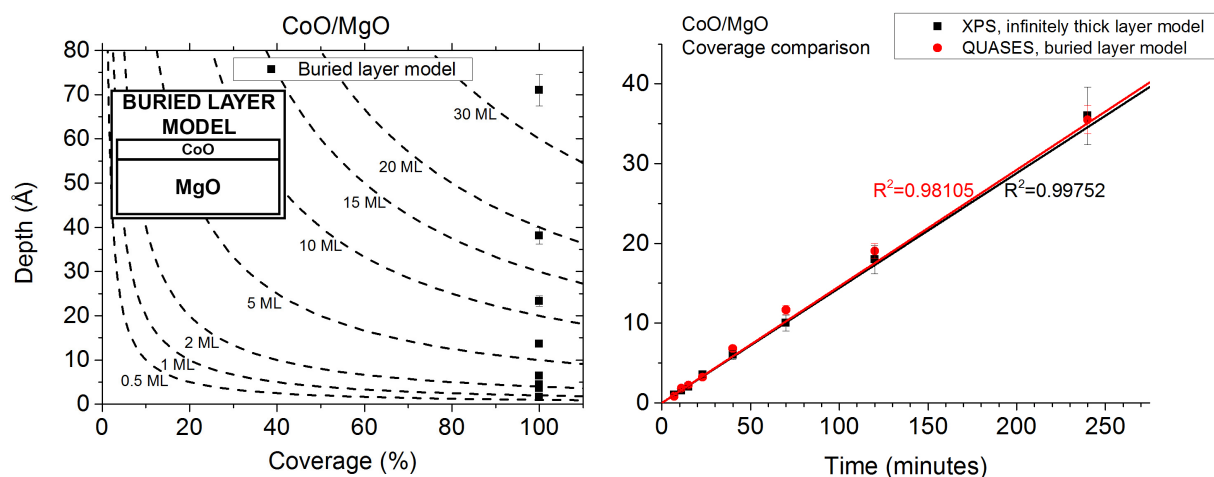 CoO/MgO
Buried layer model
BURIED LAYER
MODEL
CoO
MgO
30 ML
20 ML
15 ML
10 ML
5 ML
2 ML
1 ML
0.5 ML
80
70
60
50
40
30
20
10
0
0 20 40 60 80 100
Depth (Å)
Coverage (%)
CoO/MgO
Coverage comparison
XPS, infinitely thick layer model
QUASES, buried layer model
R²=0.98105
R²=0.99752
40
30
20
10
0
0 50 100 150 200 250
Time (minutes)